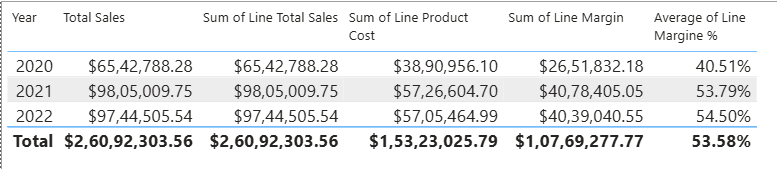 Year Total Sales Sum of Line Total Sales Sum of Line Product Cost Sum of Line Margin Average of Line Margine %
2020 $65,42,788.28 $65,42,788.28 $38,90,956.10 $26,51,832.18 40.51%
2021 $98,05,009.75 $98,05,009.75 $57,26,604.70 $40,78,405.05 53.79%
2022 $97,44,505.54 $97,44,505.54 $57,05,464.99 $40,39,040.55 54.50%
Total $2,60,92,303.56 $2,60,92,303.56 $1,53,23,025.79 $1,07,69,277.77 53.58%